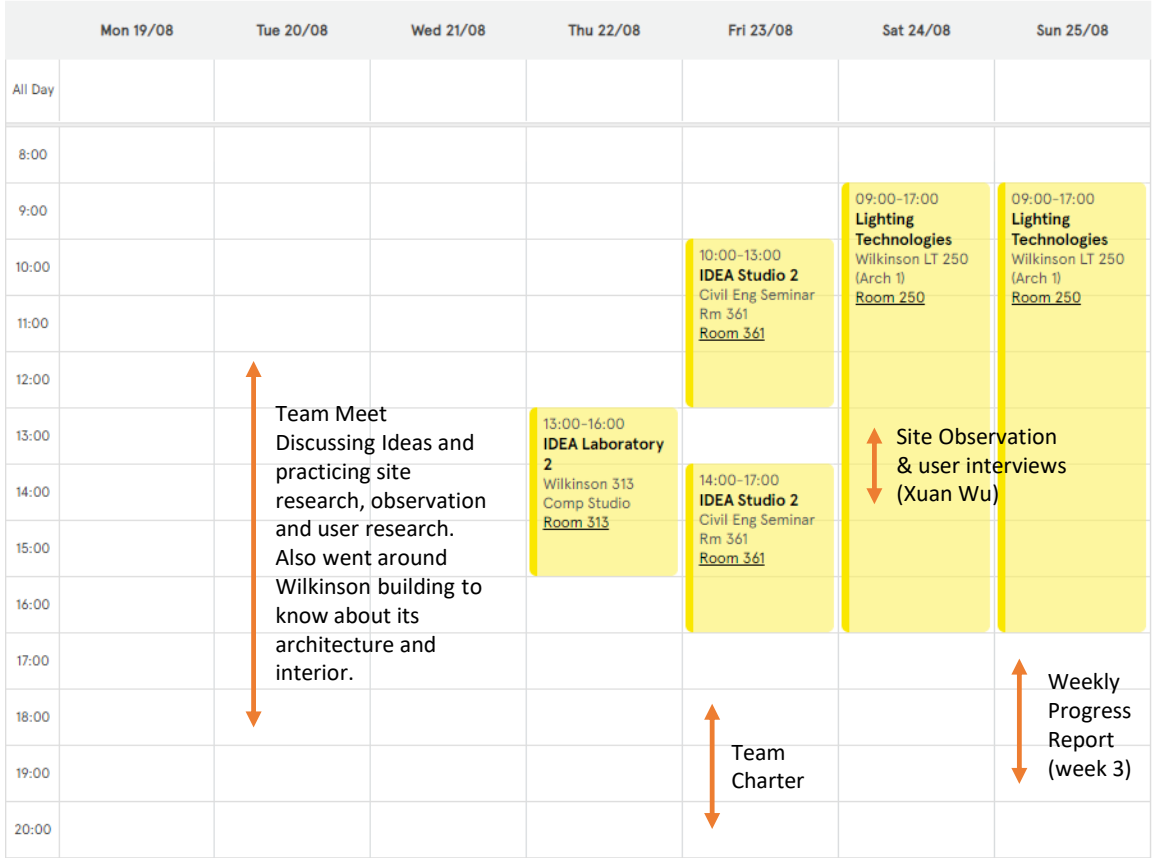 Mon 19/08
Tue 20/08
Wed 21/08
Thu 22/08
Fri 23/08
Sat 24/08
Sun 25/08
All Day
8:00
9:00
10:00
11:00
12:00
13:00
14:00
15:00
16:00
17:00
18:00
19:00
20:00
Team Meet
Discussing Ideas and
practicing site
research, observation
and user research.
Also went around
Wilkinson building to
know about its
architecture and
interior.
13:00-16:00
IDEA Laboratory
2
Wilkinson 313
Comp Studio
Room 313
10:00-13:00
IDEA Studio 2
Civil Eng Seminar
Rm 361
Room 361
14:00-17:00
IDEA Studio 2
Civil Eng Seminar
Rm 361
Room 361
Team
Charter
09:00-17:00
Lighting
Technologies
Wilkinson LT 250
(Arch 1)
Room 250
Site Observation
& user interviews
(Xuan Wu)
09:00-17:00
Lighting
Technologies
Wilkinson LT 250
(Arch 1)
Room 250
Weekly
Progress
Report
(week 3)